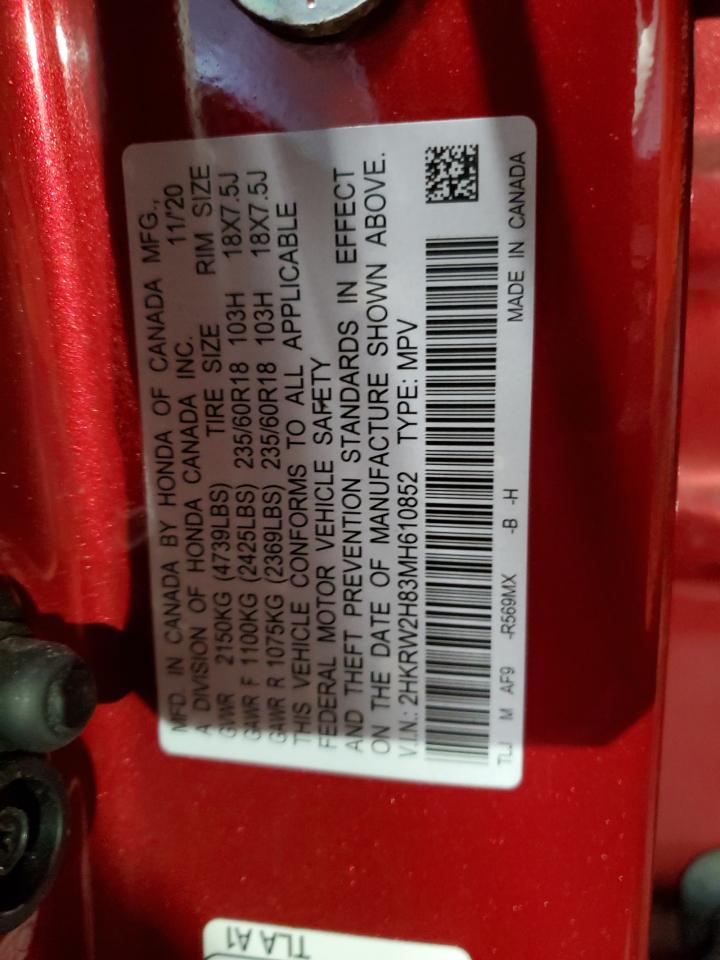 MFD. IN CANADA BY HONDA OF CANADA MFG.,
A DIVISION OF HONDA CANADA INC. 11/'20
GVWR 2150KG (4739LBS) TIRE SIZE RIM SIZE
GAWR F 1100KG (2425LBS) 235/60R18 103H 18X7.5J
GAWR R 1075KG (2369LBS) 235/60R18 103H 18X7.5J
THIS VEHICLE CONFORMS TO ALL APPLICABLE
FEDERAL MOTOR VEHICLE SAFETY
AND THEFT PREVENTION STANDARDS IN EFFECT
ON THE DATE OF MANUFACTURE SHOWN ABOVE.
V.I.N.: 2HKRW2H83MH610852 TYPE: MPV
TLJ M AF9 -R569MX -B -H MADE IN CANADA
TLA A1